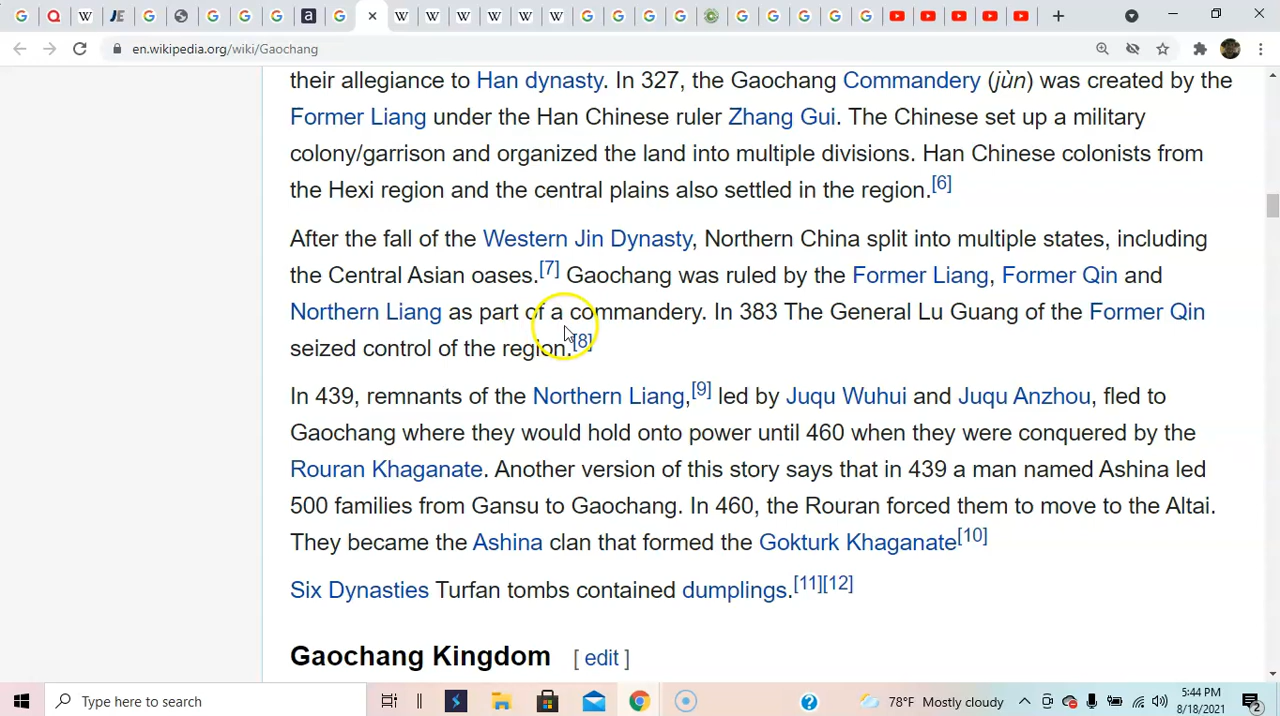 en.wikipedia.org/wiki/Gaochang
their allegiance to Han dynasty. In 327, the Gaochang Commandery (jùn) was created by the
Former Liang under the Han Chinese ruler Zhang Gui. The Chinese set up a military
colony/garrison and organized the land into multiple divisions. Han Chinese colonists from
the Hexi region and the central plains also settled in the region.[6]
After the fall of the Western Jin Dynasty, Northern China split into multiple states, including
the Central Asian oases.[7] Gaochang was ruled by the Former Liang, Former Qin and
Northern Liang as part of a commandery. In 383 The General Lu Guang of the Former Qin
seized control of the region.[8]
In 439, remnants of the Northern Liang,[9] led by Juqu Wuhui and Juqu Anzhou, fled to
Gaochang where they would hold onto power until 460 when they were conquered by the
Rouran Khaganate. Another version of this story says that in 439 a man named Ashina led
500 families from Gansu to Gaochang. In 460, the Rouran forced them to move to the Altai.
They became the Ashina clan that formed the Gokturk Khaganate[10]
Six Dynasties Turfan tombs contained dumplings.[11][12]
Gaochang Kingdom [ edit ]
Type here to search
78°F Mostly cloudy
5:44 PM
8/18/2021
2